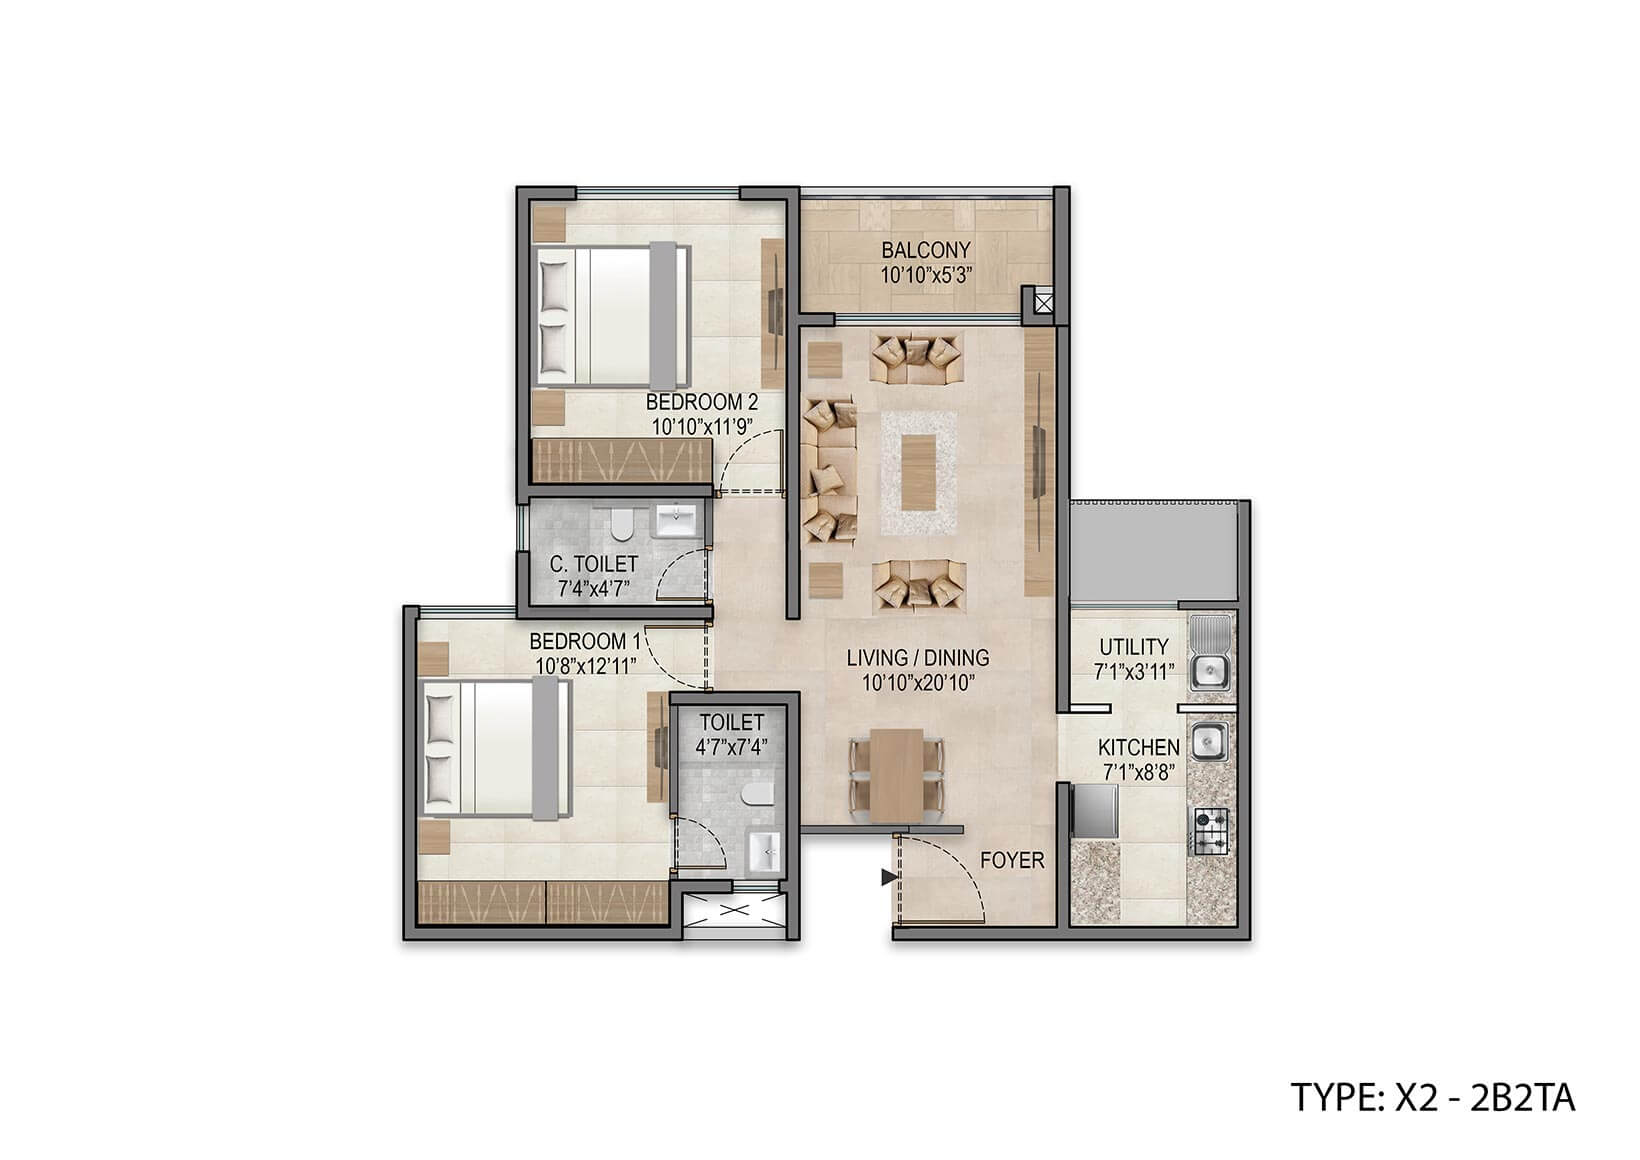 BALCONY
10’10”x5’3”
BEDROOM 2
10’10”x11’9”
C. TOILET
7’4”x4’7”
BEDROOM 1
10’8”x12’11”
LIVING / DINING
10’10”x20’10”
UTILITY
7’1”x3’11”
TOILET
4’7”x7’4”
KITCHEN
7’1”x8’8”
FOYER
TYPE: X2 - 2B2TA